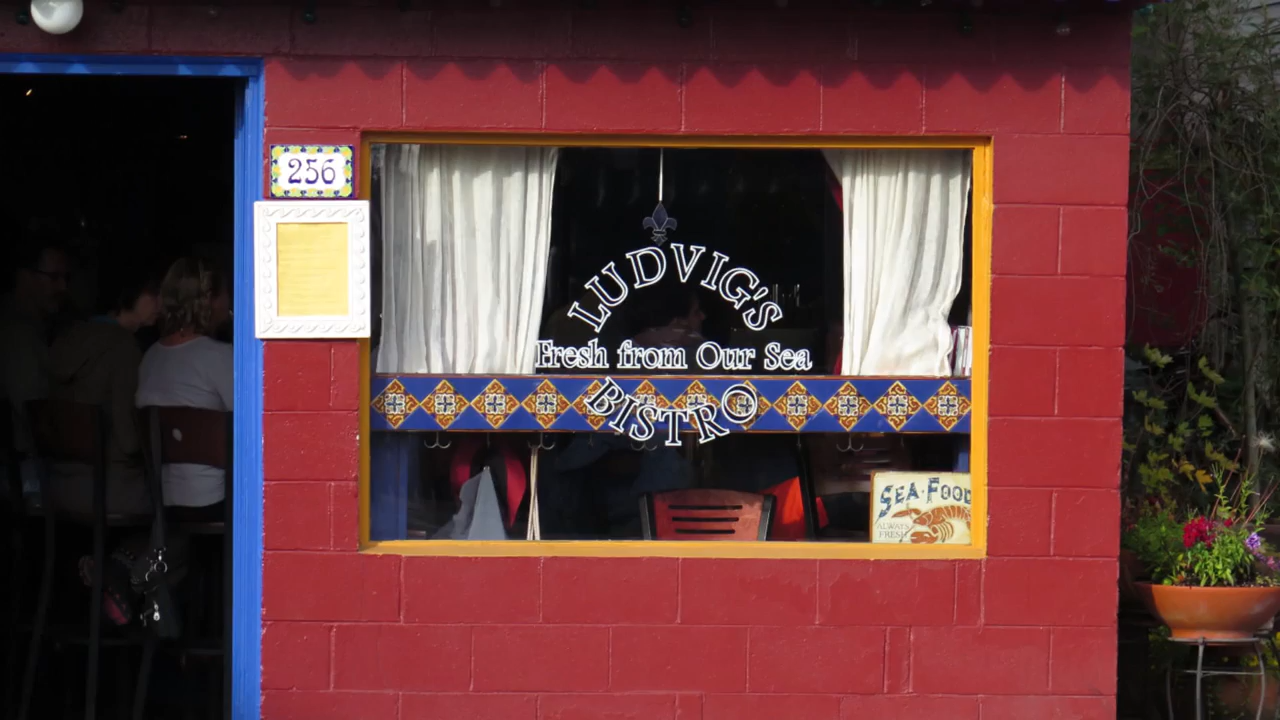 256
LUDVIG'S
Fresh from Our Sea
BISTRO
SEA·FOOD
ALWAYS
FRESH